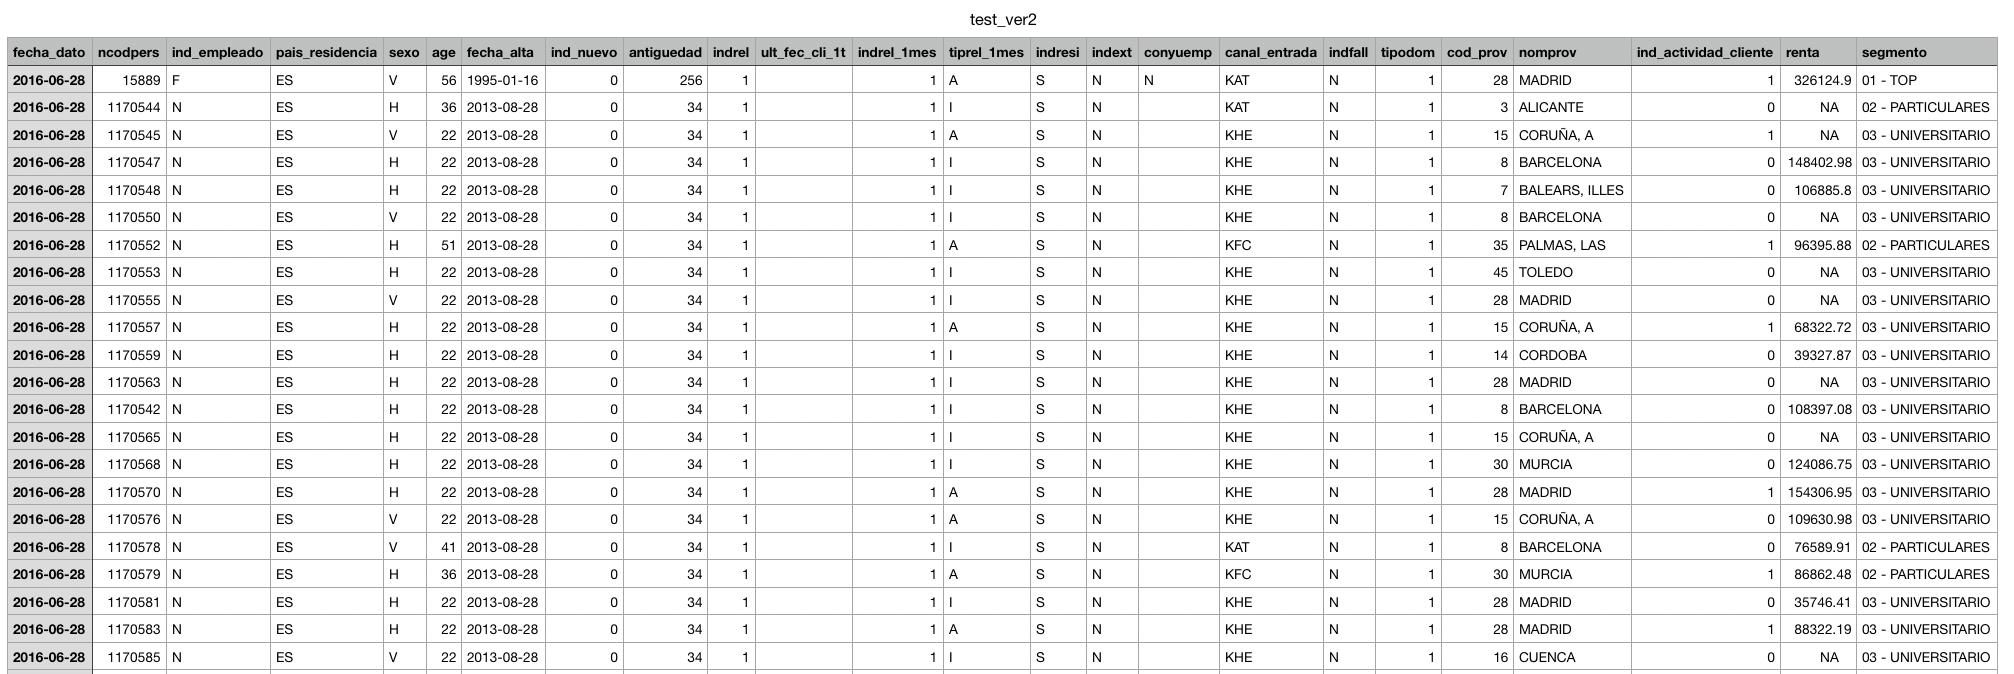 test_ver2
fecha_dato ncodpers ind_empleado pais_residencia sexo age fecha_alta ind_nuevo antiguedad indrel ult_fec_cli_1t indrel_1mes tiprel_1mes indresi indext conyuemp canal_entrada indfall tipodom cod_prov nomprov ind_actividad_cliente renta segmento
2016-06-28 15889 F ES V 56 1995-01-16 0 256 1 1 A S N N KAT N 1 28 MADRID 1 326124.9 01 - TOP
2016-06-28 1170544 N ES H 36 2013-08-28 0 34 1 1 I S N KAT N 1 3 ALICANTE 0 NA 02 - PARTICULARES
2016-06-28 1170545 N ES V 22 2013-08-28 0 34 1 1 A S N KHE N 1 15 CORUÑA, A 1 NA 03 - UNIVERSITARIO
2016-06-28 1170547 N ES H 22 2013-08-28 0 34 1 1 I S N KHE N 1 8 BARCELONA 0 148402.98 03 - UNIVERSITARIO
2016-06-28 1170548 N ES H 22 2013-08-28 0 34 1 1 I S N KHE N 1 7 BALEARS, ILLES 0 106885.8 03 - UNIVERSITARIO
2016-06-28 1170550 N ES V 22 2013-08-28 0 34 1 1 I S N KHE N 1 8 BARCELONA 0 NA 03 - UNIVERSITARIO
2016-06-28 1170552 N ES H 51 2013-08-28 0 34 1 1 A S N KFC N 1 35 PALMAS, LAS 1 96395.88 02 - PARTICULARES
2016-06-28 1170553 N ES H 22 2013-08-28 0 34 1 1 I S N KHE N 1 45 TOLEDO 0 NA 03 - UNIVERSITARIO
2016-06-28 1170555 N ES V 22 2013-08-28 0 34 1 1 I S N KHE N 1 28 MADRID 0 NA 03 - UNIVERSITARIO
2016-06-28 1170557 N ES H 22 2013-08-28 0 34 1 1 A S N KHE N 1 15 CORUÑA, A 1 68322.72 03 - UNIVERSITARIO
2016-06-28 1170559 N ES H 22 2013-08-28 0 34 1 1 I S N KHE N 1 14 CORDOBA 0 39327.87 03 - UNIVERSITARIO
2016-06-28 1170563 N ES H 22 2013-08-28 0 34 1 1 I S N KHE N 1 28 MADRID 0 NA 03 - UNIVERSITARIO
2016-06-28 1170542 N ES H 22 2013-08-28 0 34 1 1 I S N KHE N 1 8 BARCELONA 0 108397.08 03 - UNIVERSITARIO
2016-06-28 1170565 N ES H 22 2013-08-28 0 34 1 1 I S N KHE N 1 15 CORUÑA, A 0 NA 03 - UNIVERSITARIO
2016-06-28 1170568 N ES H 22 2013-08-28 0 34 1 1 I S N KHE N 1 30 MURCIA 0 124086.75 03 - UNIVERSITARIO
2016-06-28 1170570 N ES H 22 2013-08-28 0 34 1 1 A S N KHE N 1 28 MADRID 1 154306.95 03 - UNIVERSITARIO
2016-06-28 1170576 N ES V 22 2013-08-28 0 34 1 1 A S N KHE N 1 15 CORUÑA, A 0 109630.98 03 - UNIVERSITARIO
2016-06-28 1170578 N ES V 41 2013-08-28 0 34 1 1 I S N KAT N 1 8 BARCELONA 0 76589.91 02 - PARTICULARES
2016-06-28 1170579 N ES H 36 2013-08-28 0 34 1 1 A S N KFC N 1 30 MURCIA 1 86862.48 02 - PARTICULARES
2016-06-28 1170581 N ES H 22 2013-08-28 0 34 1 1 I S N KHE N 1 28 MADRID 0 35746.41 03 - UNIVERSITARIO
2016-06-28 1170583 N ES H 22 2013-08-28 0 34 1 1 A S N KHE N 1 28 MADRID 1 88322.19 03 - UNIVERSITARIO
2016-06-28 1170585 N ES V 22 2013-08-28 0 34 1 1 I S N KHE N 1 16 CUENCA 0 NA 03 - UNIVERSITARIO